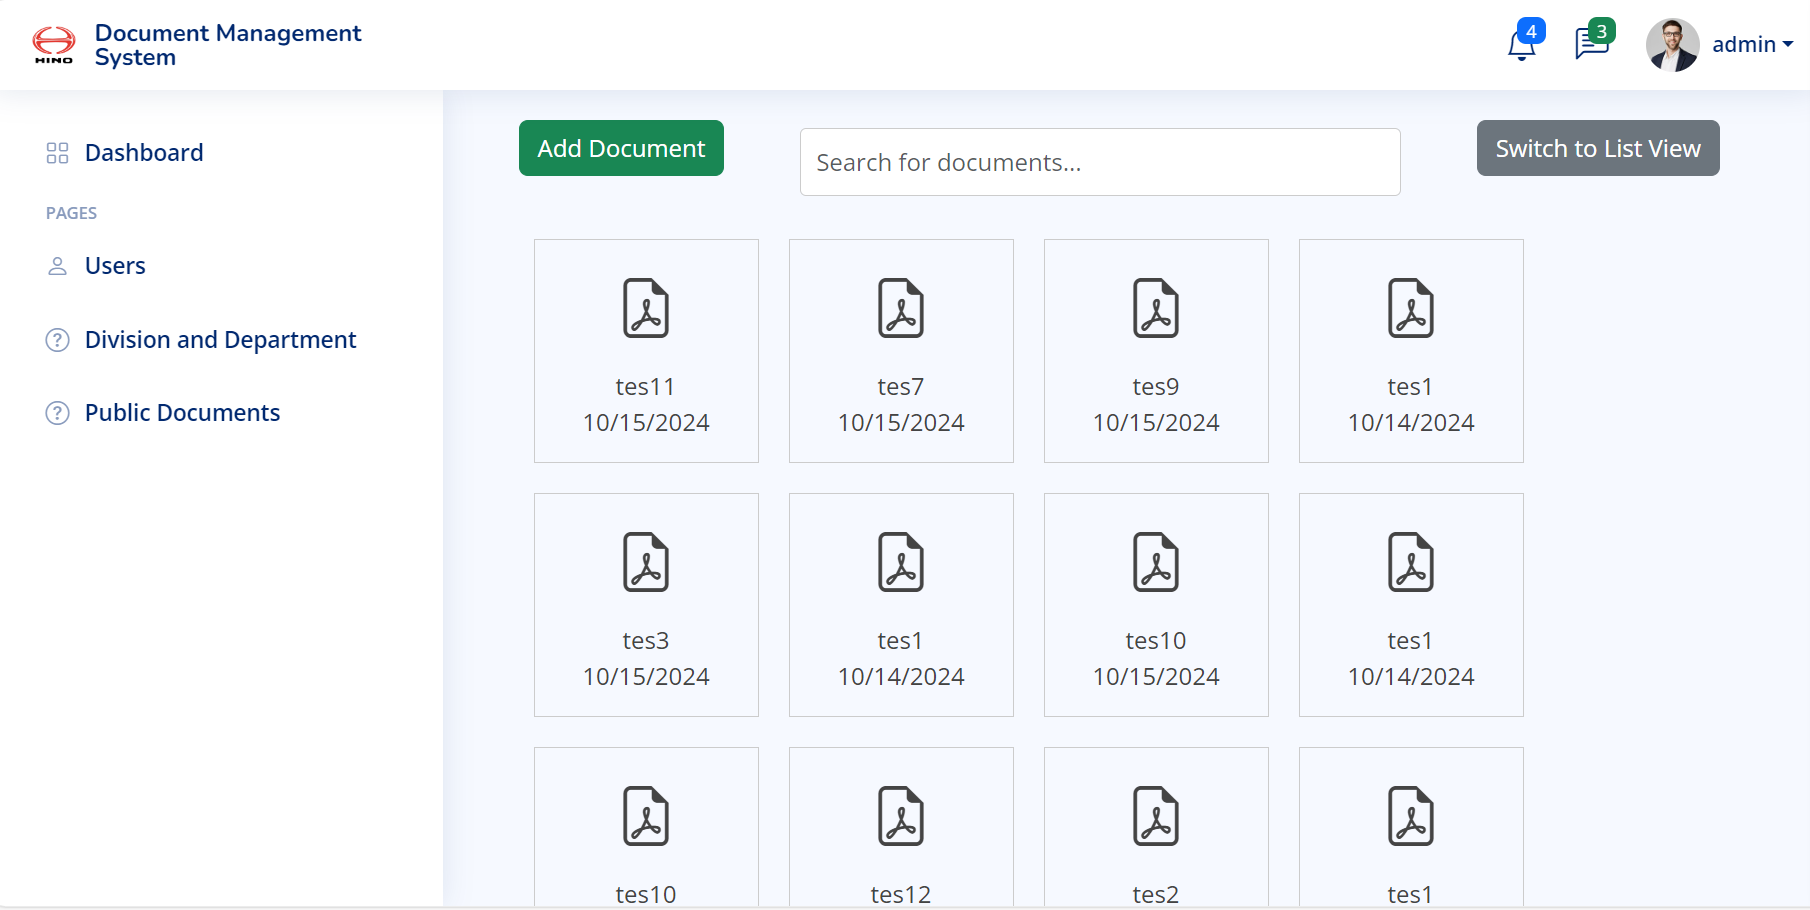 HINO
Document Management
System
4
3
admin
Dashboard
PAGES
Users
Division and Department
Public Documents
Add Document
Search for documents...
Switch to List View
tes11
10/15/2024
tes7
10/15/2024
tes9
10/15/2024
tes1
10/14/2024
tes3
10/15/2024
tes1
10/14/2024
tes10
10/15/2024
tes1
10/14/2024
tes10
tes12
tes2
tes1